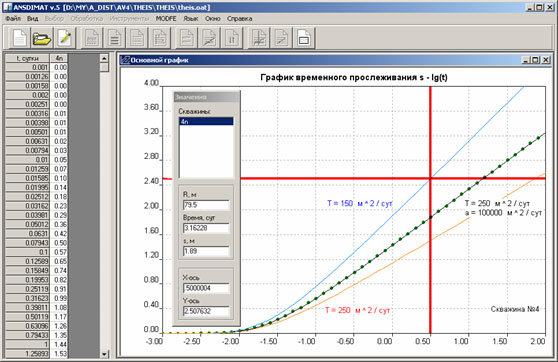 ANSDIMAT v.5 [D:\MY\A_DIST\AV4\THEIS\THEIS\theis.oat]
Файл Вид Выбор Обработка Инструменты MODFE Язык Окно Справка
t, сутки 4п
0.001 0.00
0.00126 0.00
0.00158 0.00
0.002 0.00
0.00251 0.00
0.00316 0.00
0.00398 0.01
0.00501 0.01
0.00631 0.02
0.00794 0.03
0.01 0.05
0.01259 0.07
0.01585 0.10
0.01995 0.14
0.02512 0.18
0.03162 0.23
0.03981 0.29
0.05012 0.36
0.0631 0.42
0.07943 0.50
0.1 0.57
0.12589 0.65
0.15849 0.74
0.19953 0.82
0.25119 0.91
0.31623 0.99
0.39811 1.08
0.50119 1.17
0.63096 1.26
0.79433 1.35
1 1.44
1.25893 1.53
Основной график
График временного прослеживания s - lg(t)
4.00
3.60
3.20
2.80
2.40
2.00
1.60
1.20
0.80
0.40
0.00
-3.00 -2.50 -2.00 -1.50 -1.00 -0.50 0.00 0.50 1.00 1.50 2.00
Значения
Скважины:
4п
R, м
79.5
Время, сут
3.16228
s, м
1.89
X-ось
.5000004
Y-ось
2.507632
T = 150 м^2 / сут
T = 250 м^2 / сут
a = 100000 м^2 / сут
T = 250 м^2 / сут
Скважина №4